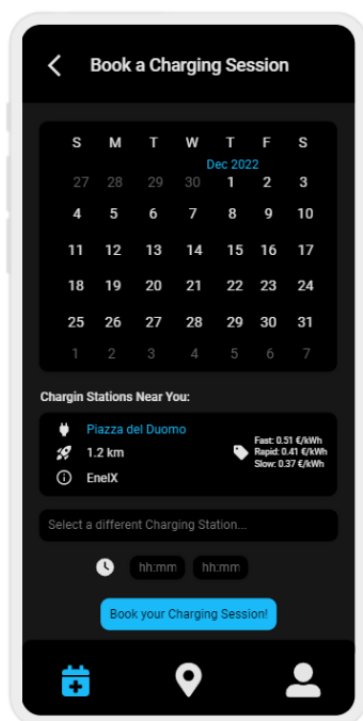 Book a Charging Session
S M T W T F S
Dec 2022
27 28 29 30 1 2 3
4 5 6 7 8 9 10
11 12 13 14 15 16 17
18 19 20 21 22 23 24
25 26 27 28 29 30 31
1 2 3 4 5 6 7
Chargin Stations Near You:
Piazza del Duomo
1.2 km
EnelX
Fast: 0.51 €/kWh
Rapid: 0.41 €/kWh
Slow: 0.37 €/kWh
Select a different Charging Station...
hh:mm hh:mm
Book your Charging Session!